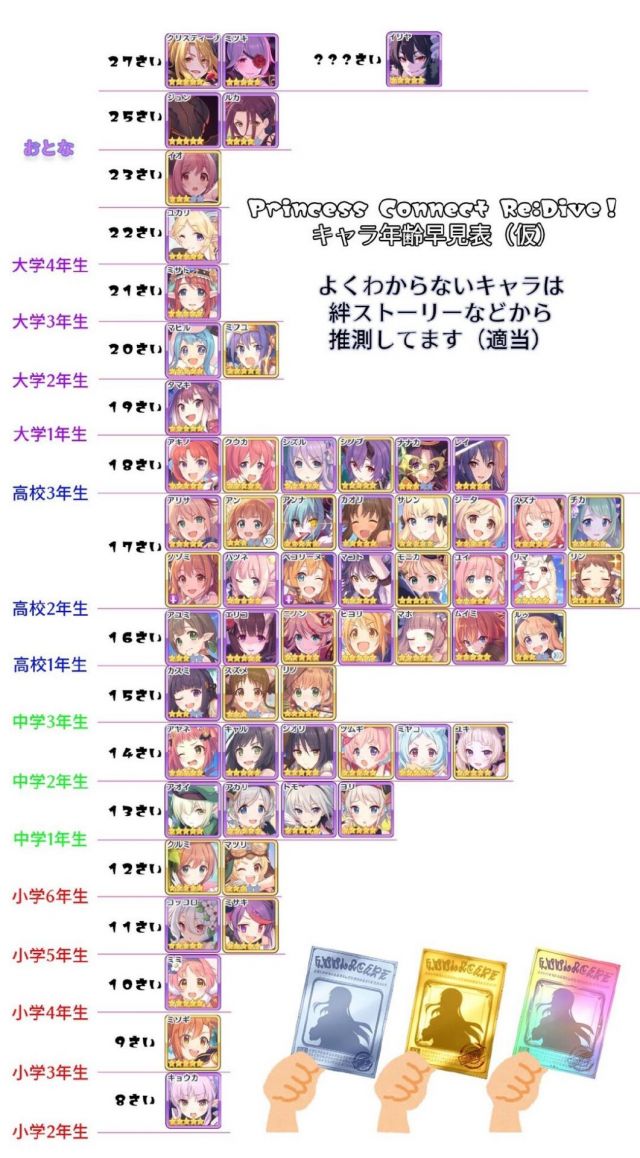 27さい
クリスティーナ
ミツキ
???さい
イリヤ
25さい
ジュン
ルカ
おとな
23さい
イオ
Princess Connect Re:Dive!
キャラ年齢早見表（仮）
22さい
ユカリ
大学4年生
よくわからないキャラは
絆ストーリーなどから
推測してます（適当）
21さい
ミサト
大学3年生
20さい
マヒル
ミフユ
大学2年生
19さい
タマキ
大学1年生
18さい
アキノ
クウカ
シズル
シノブ
ナナカ
レイ
高校3年生
17さい
アリサ
アン
アンナ
カオリ
サレン
ジータ
スズナ
チカ
ノゾミ
ハツネ
ペコリーヌ
マコト
モニカ
ユイ
リマ
リン
高校2年生
16さい
アユミ
エリコ
ニノン
ヒヨリ
マホ
ムイミ
ルゥ
高校1年生
15さい
カスミ
スズメ
リノ
中学3年生
14さい
アヤネ
キャル
シオリ
ツムギ
ミヤコ
ユキ
中学2年生
13さい
アオイ
アカリ
トモ
ヨリ
中学1年生
12さい
クルミ
マツリ
小学6年生
11さい
コッコロ
ミサキ
小学5年生
10さい
ミミ
小学4年生
9さい
ミソギ
小学3年生
8さい
キョウカ
小学2年生